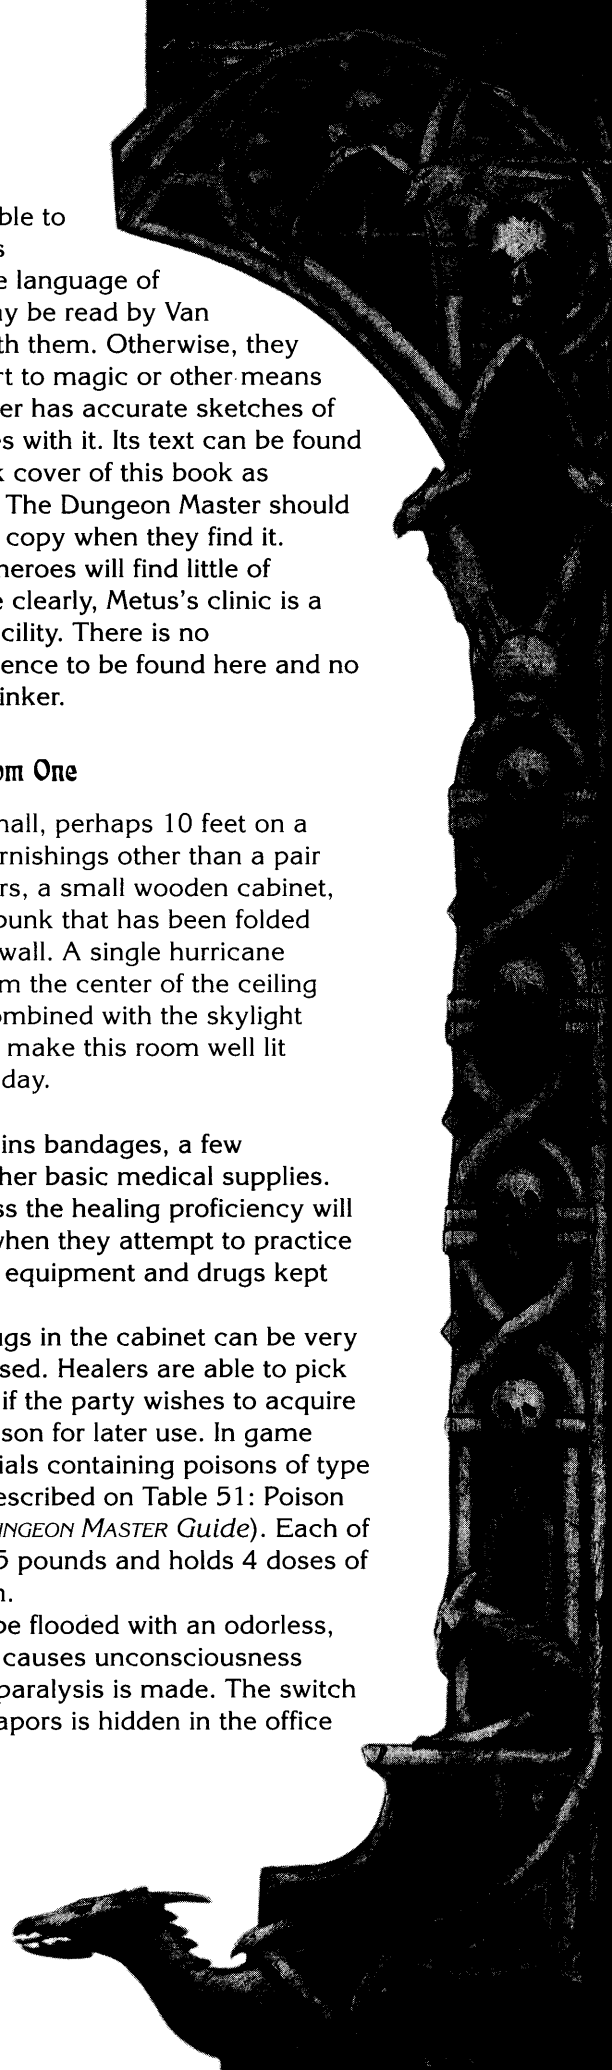 ble to
s
e language of
ay be read by Van
th them. Otherwise, they
rt to magic or other means
er has accurate sketches of
s with it. Its text can be found
k cover of this book as
The Dungeon Master should
copy when they find it.
heroes will find little of
e clearly, Metus's clinic is a
cility. There is no
ence to be found here and no
inker.
om One
nall, perhaps 10 feet on a
rnishings other than a pair
rs, a small wooden cabinet,
bunk that has been folded
wall. A single hurricane
m the center of the ceiling
ombined with the skylight
make this room well lit
day.
ins bandages, a few
her basic medical supplies.
ss the healing proficiency will
when they attempt to practice
equipment and drugs kept
ugs in the cabinet can be very
sed. Healers are able to pick
if the party wishes to acquire
son for later use. In game
ials containing poisons of type
escribed on Table 51: Poison
NGEON MASTER Guide). Each of
5 pounds and holds 4 doses of
n.
be flooded with an odorless,
causes unconsciousness
paralysis is made. The switch
apors is hidden in the office